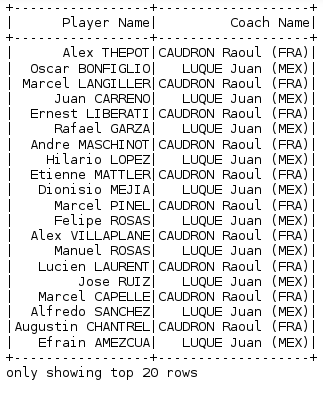 +------------------+--------------------+
|       Player Name|          Coach Name|
+------------------+--------------------+
|       Alex THEPOT|CAUDRON Raoul (FRA)|
|   Oscar BONFIGLIO|    LUQUE Juan (MEX)|
|  Marcel LANGILLER|CAUDRON Raoul (FRA)|
|      Juan CARRENO|    LUQUE Juan (MEX)|
|   Ernest LIBERATI|CAUDRON Raoul (FRA)|
|      Rafael GARZA|    LUQUE Juan (MEX)|
|   Andre MASCHINOT|CAUDRON Raoul (FRA)|
|     Hilario LOPEZ|    LUQUE Juan (MEX)|
|   Etienne MATTLER|CAUDRON Raoul (FRA)|
|    Dionisio MEJIA|    LUQUE Juan (MEX)|
|      Marcel PINEL|CAUDRON Raoul (FRA)|
|      Felipe ROSAS|    LUQUE Juan (MEX)|
|   Alex VILLAPLANE|CAUDRON Raoul (FRA)|
|      Manuel ROSAS|    LUQUE Juan (MEX)|
|    Lucien LAURENT|CAUDRON Raoul (FRA)|
|         Jose RUIZ|    LUQUE Juan (MEX)|
|    Marcel CAPELLE|CAUDRON Raoul (FRA)|
|   Alfredo SANCHEZ|    LUQUE Juan (MEX)|
| Augustin CHANTREL|CAUDRON Raoul (FRA)|
|    Efrain AMEZCUA|    LUQUE Juan (MEX)|
+------------------+--------------------+
only showing top 20 rows